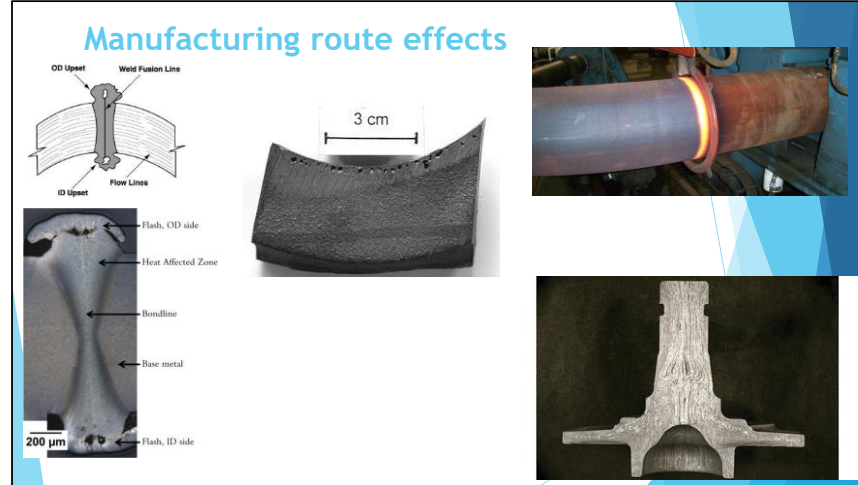 Manufacturing route effects
OD Upset
Weld Fusion Line
ID Upset
Flow Lines
3 cm
Flash, OD side
Heat Affected Zone
Bondline
Base metal
200 μm
Flash, ID side